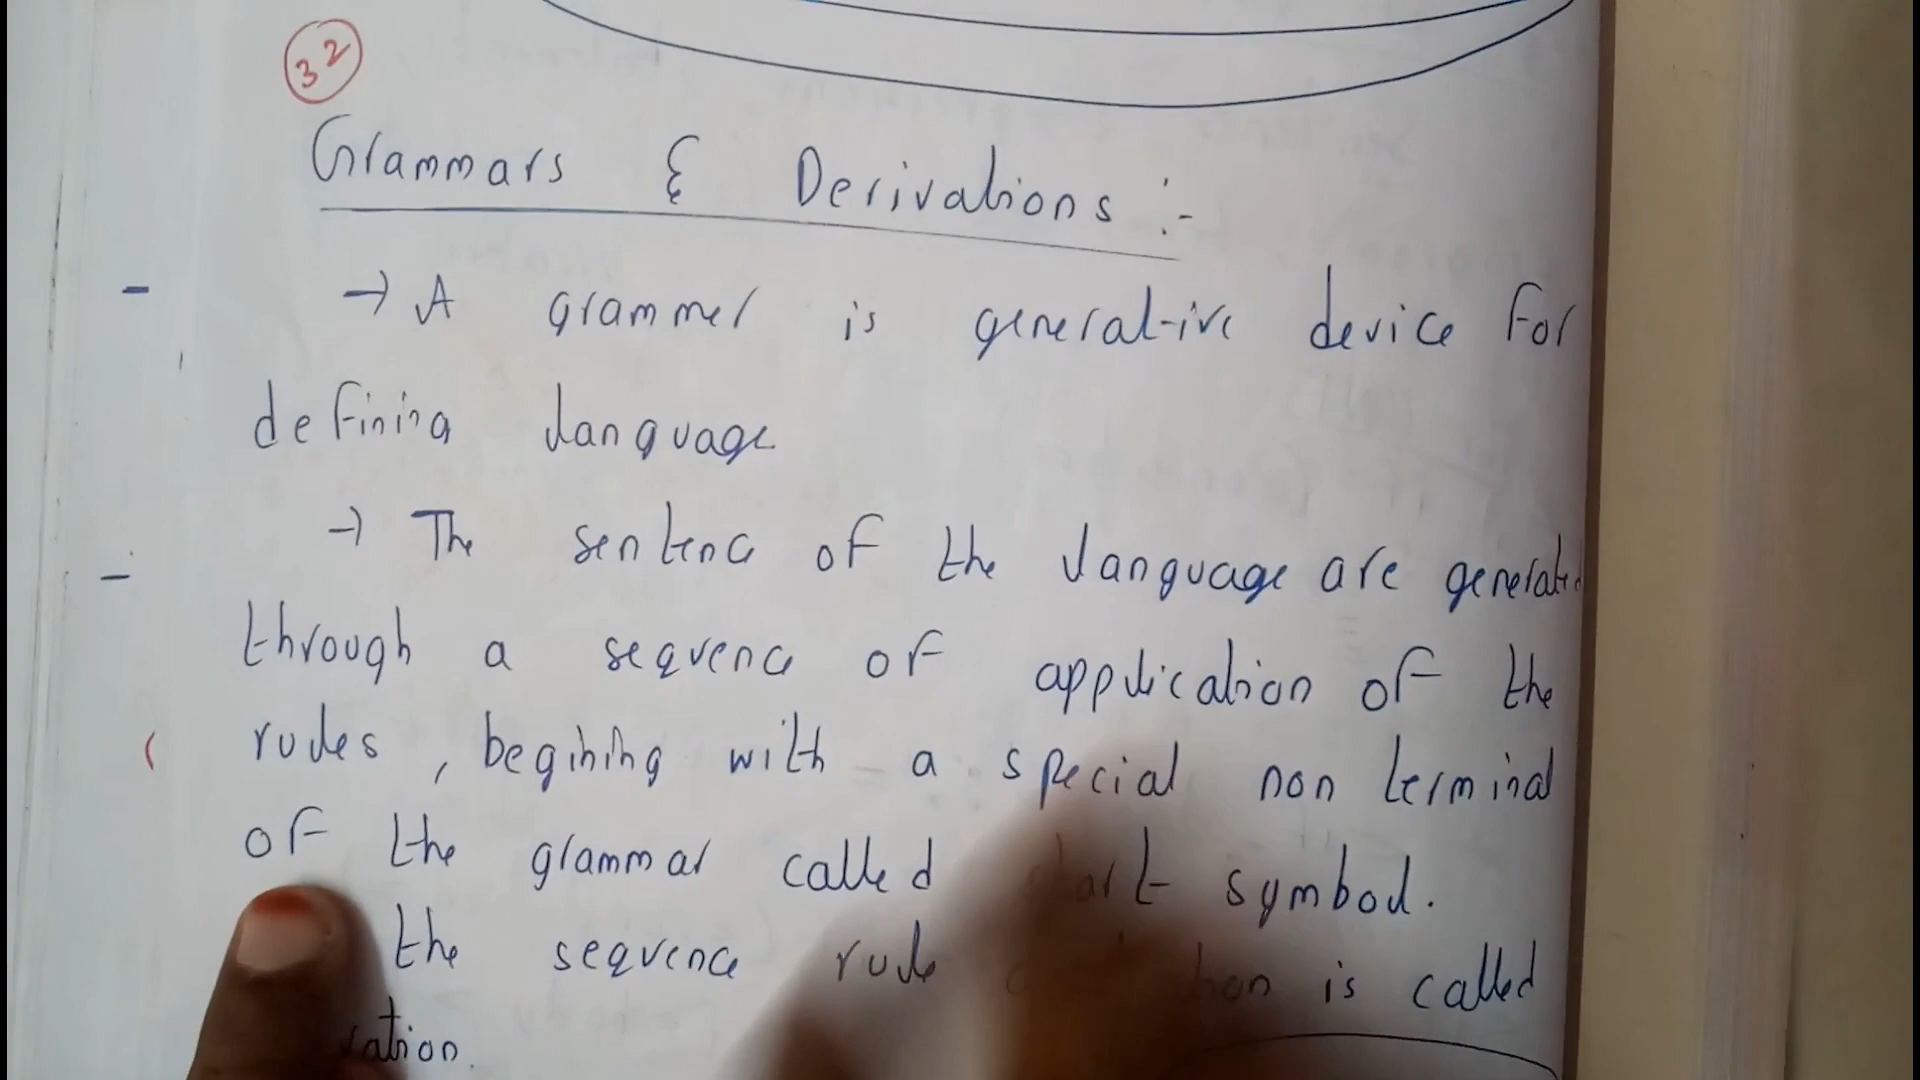 32
Grammars & Derivations :-
→ A grammer is generative device for
defining language
→ The sentence of the language are generated
through a sequence of application of the
rules, begining with a special non terminal
of the grammar called symbol.
the sequence rule is called